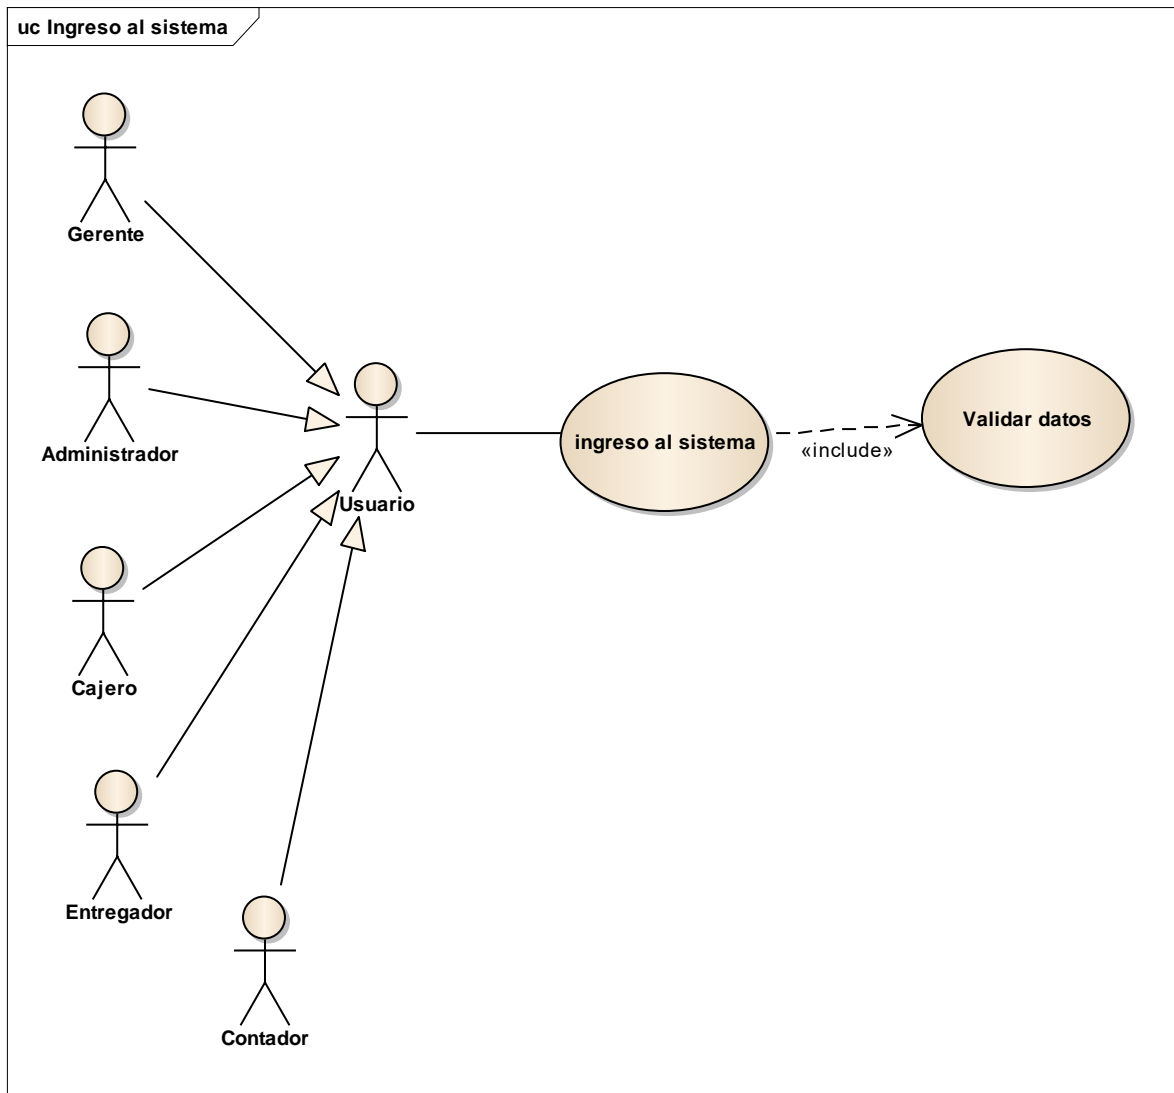 uc Ingreso al sistema
Gerente
Administrador
Usuario
ingreso al sistema
«include»
Validar datos
Cajero
Entregador
Contador